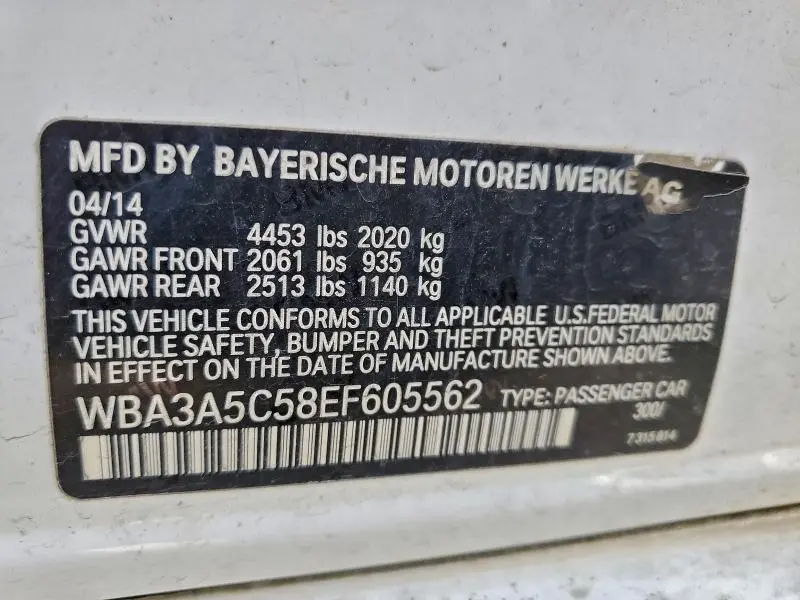 MFD BY BAYERISCHE MOTOREN WERKE AG
04/14
GVWR 4453 lbs 2020 kg
GAWR FRONT 2061 lbs 935 kg
GAWR REAR 2513 lbs 1140 kg
THIS VEHICLE CONFORMS TO ALL APPLICABLE U.S.FEDERAL MOTOR
VEHICLE SAFETY, BUMPER AND THEFT PREVENTION STANDARDS
IN EFFECT ON THE DATE OF MANUFACTURE SHOWN ABOVE.
WBA3A5C58EF605562 TYPE: PASSENGER CAR
300/
7315814